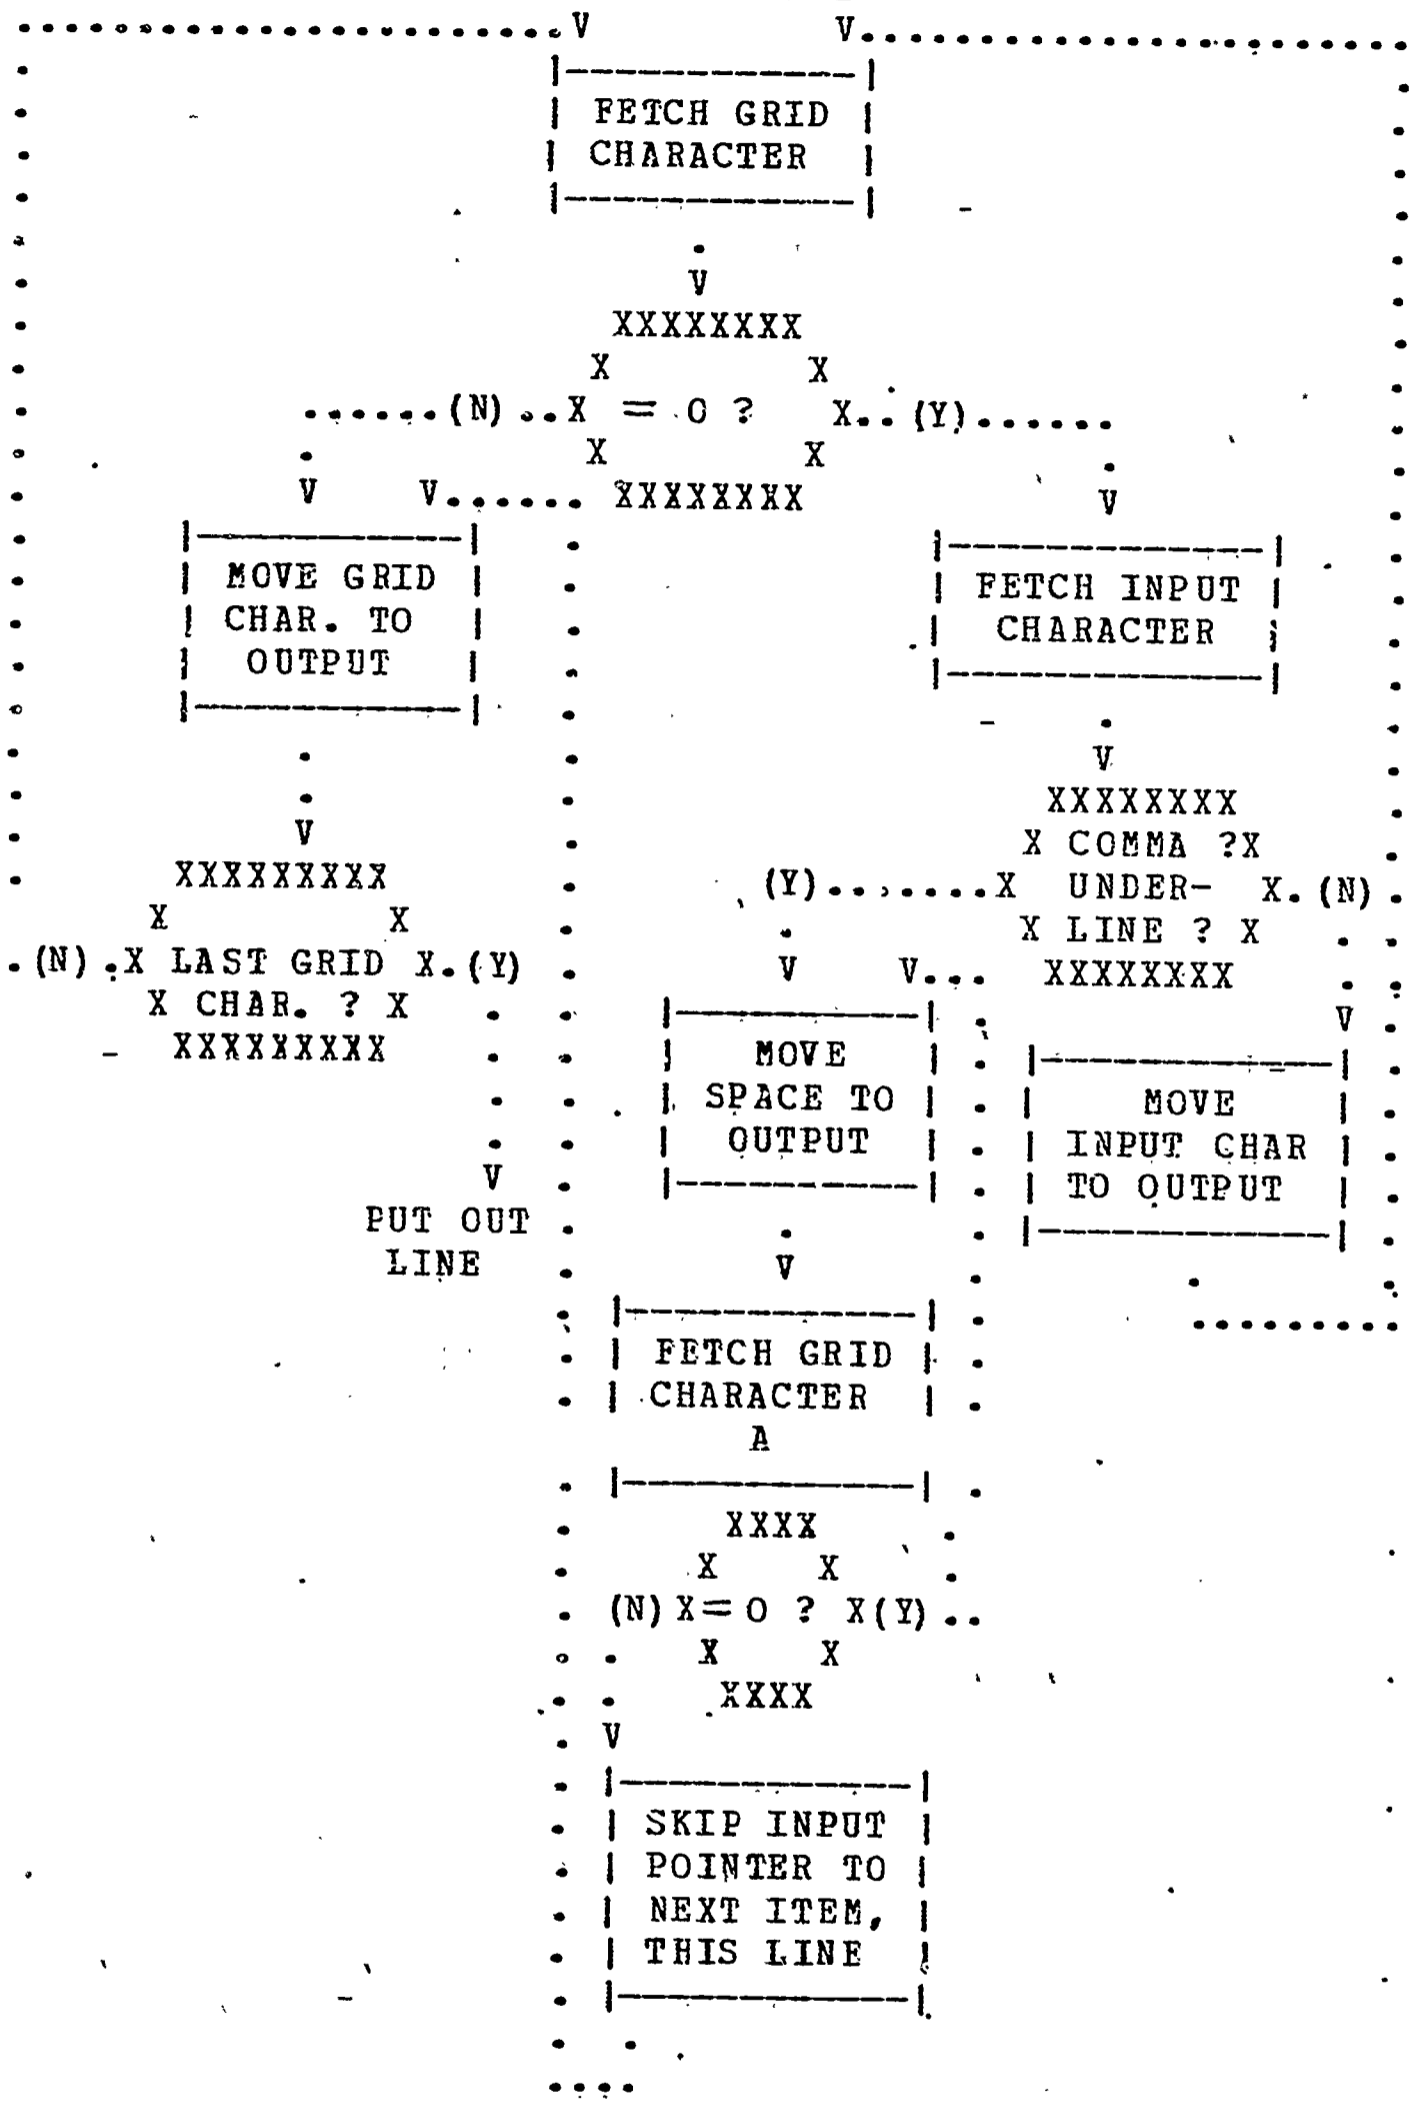 FETCH GRID
CHARACTER
(N) = 0 ? (Y)
MOVE GRID
CHAR. TO
OUTPUT
FETCH INPUT
CHARACTER
COMMA ?
(Y) UNDER- (N)
LINE ?
(N) LAST GRID (Y)
CHAR. ?
MOVE
SPACE TO
OUTPUT
MOVE
INPUT CHAR
TO OUTPUT
PUT OUT
LINE
FETCH GRID
CHARACTER
A
(N) =0 ? (Y)
SKIP INPUT
POINTER TO
NEXT ITEM,
THIS LINE